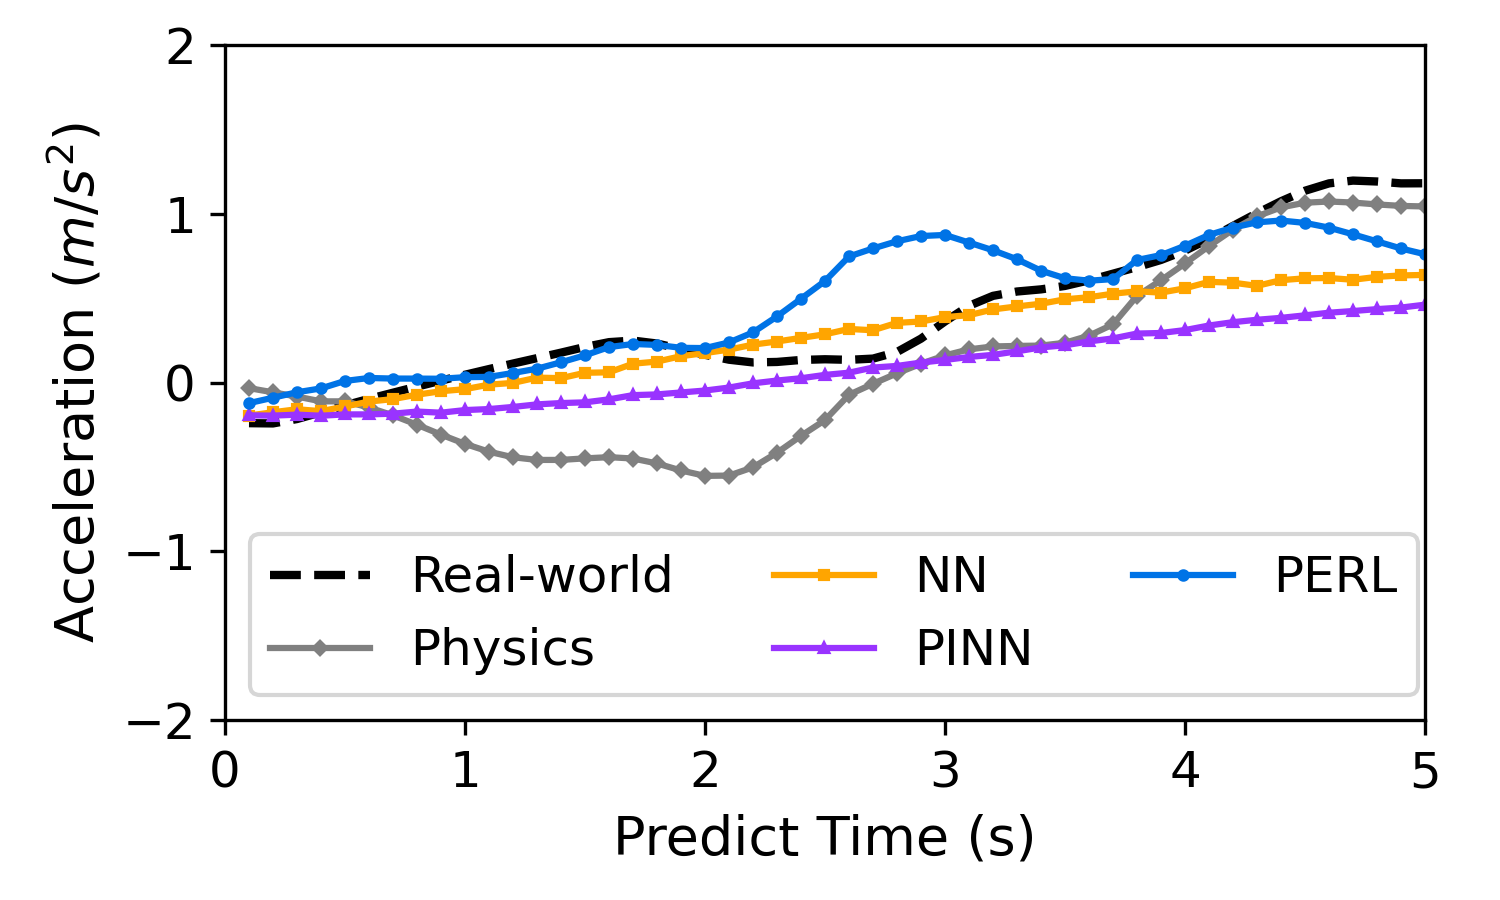 2
1
0
−1
−2
Acceleration (m/s²)
Real-world
NN
PERL
Physics
PINN
0 1 2 3 4 5
Predict Time (s)